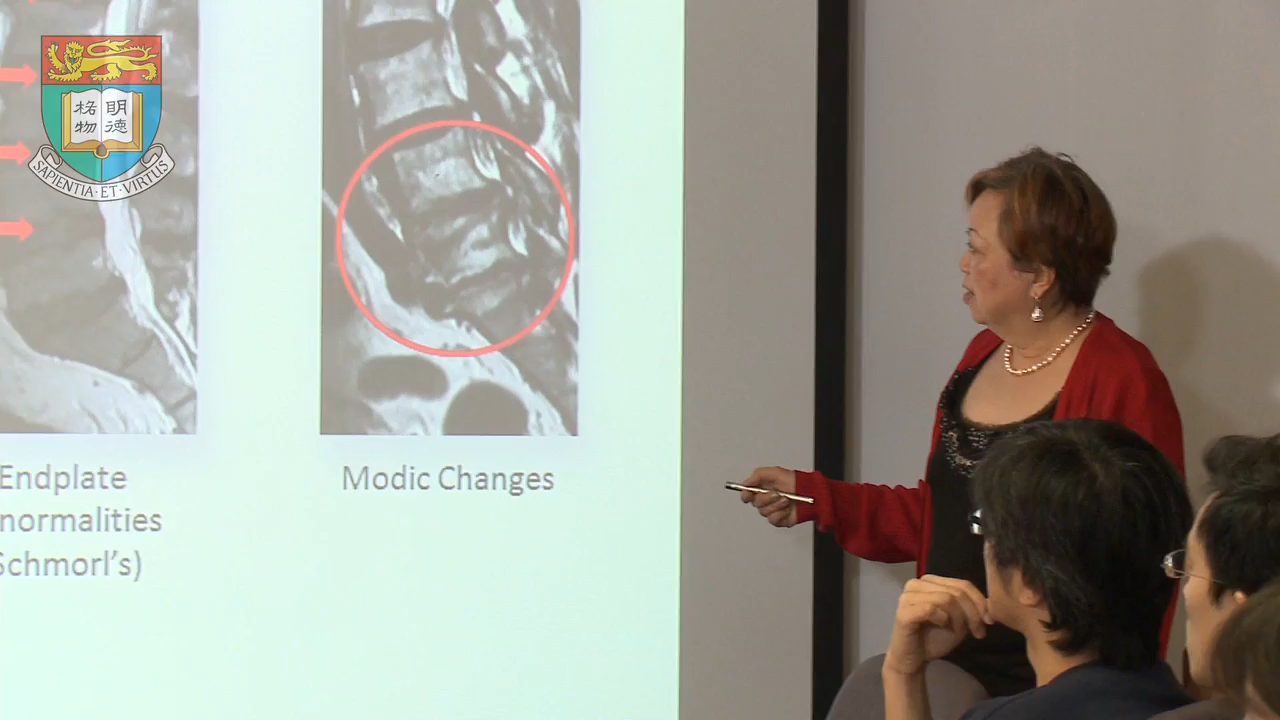 格物
明德
SAPIENTIA·ET·VIRTUS
Endplate
normalities
Schmorl's)
Modic Changes